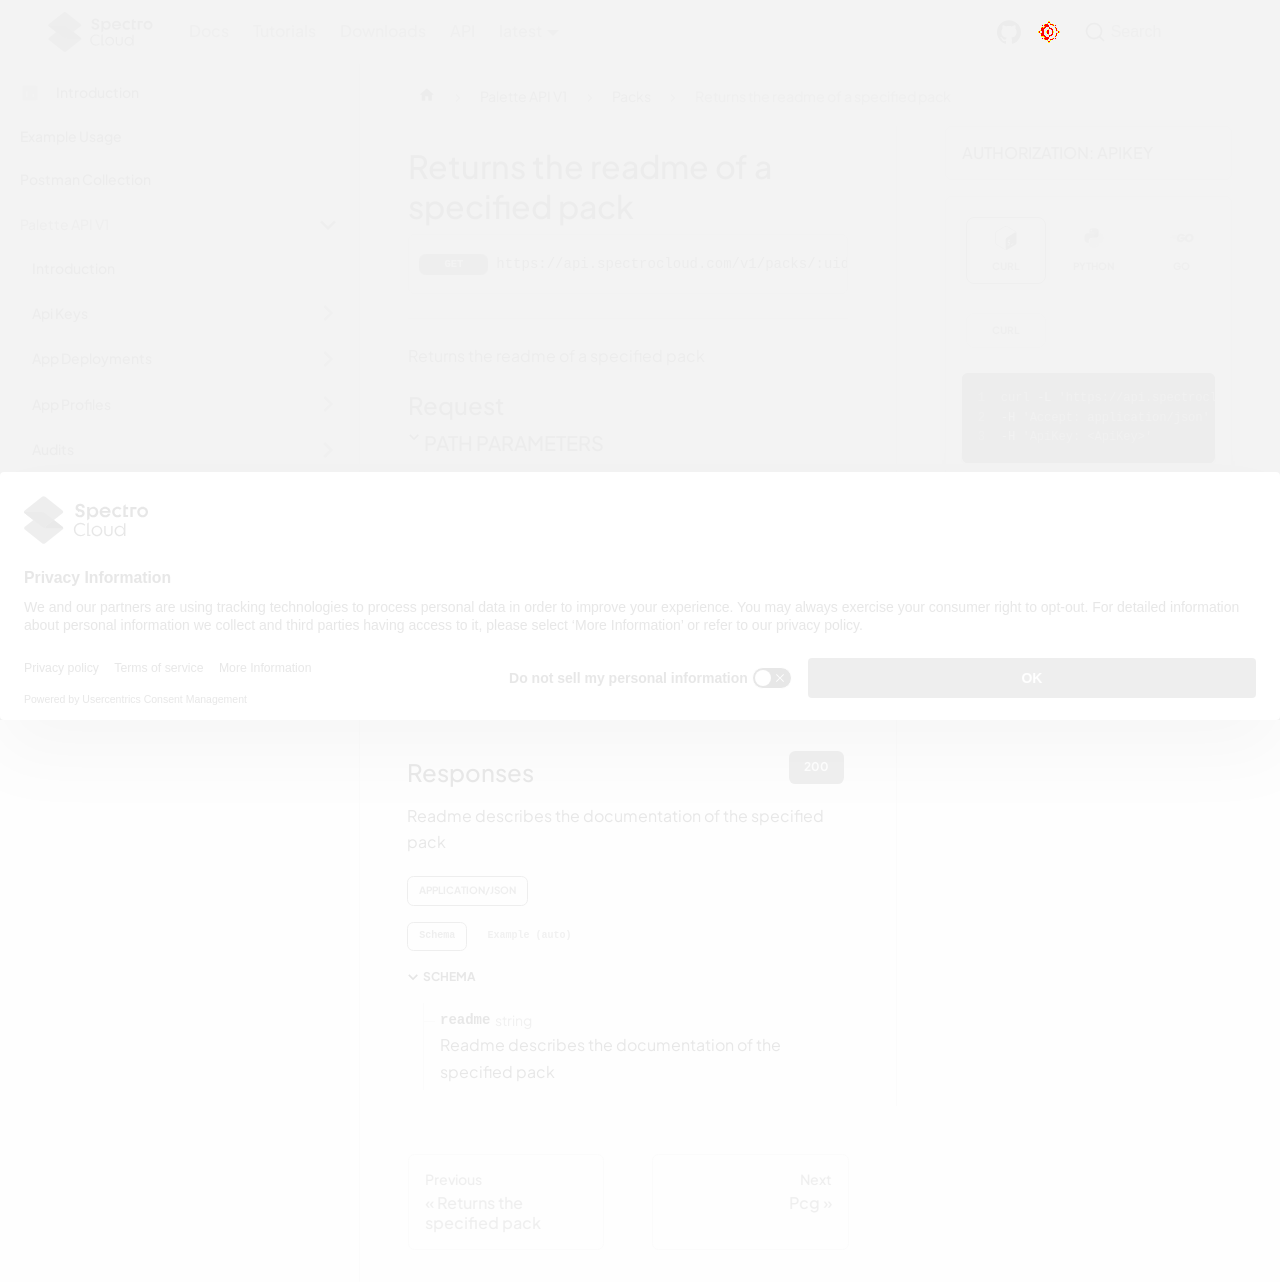 Spectro Cloud
Docs Tutorials Downloads API latest
Search
Introduction
Example Usage
Postman Collection
Palette API V1
Introduction
Api Keys
App Deployments
App Profiles
Audits
Palette API V1 Packs Returns the readme of a specified pack
Returns the readme of a
specified pack
GET https://api.spectrocloud.com/v1/packs/:uid
Returns the readme of a specified pack
Request
PATH PARAMETERS
AUTHORIZATION: APIKEY
CURL PYTHON GO
CURL
Spectro
Cloud
Privacy Information
We and our partners are using tracking technologies to process personal data in order to improve your experience. You may always exercise your consumer right to opt-out. For detailed information
about personal information we collect and third parties having access to it, please select 'More Information' or refer to our privacy policy.
Privacy policy Terms of service More Information
Do not sell my personal information
OK
Powered by Usercentrics Consent Management
Responses
200
Readme describes the documentation of the specified
pack
APPLICATION/JSON
Schema Example (auto)
SCHEMA
readme string
Readme describes the documentation of the
specified pack
Previous
« Returns the
specified pack
Next
Pcg »